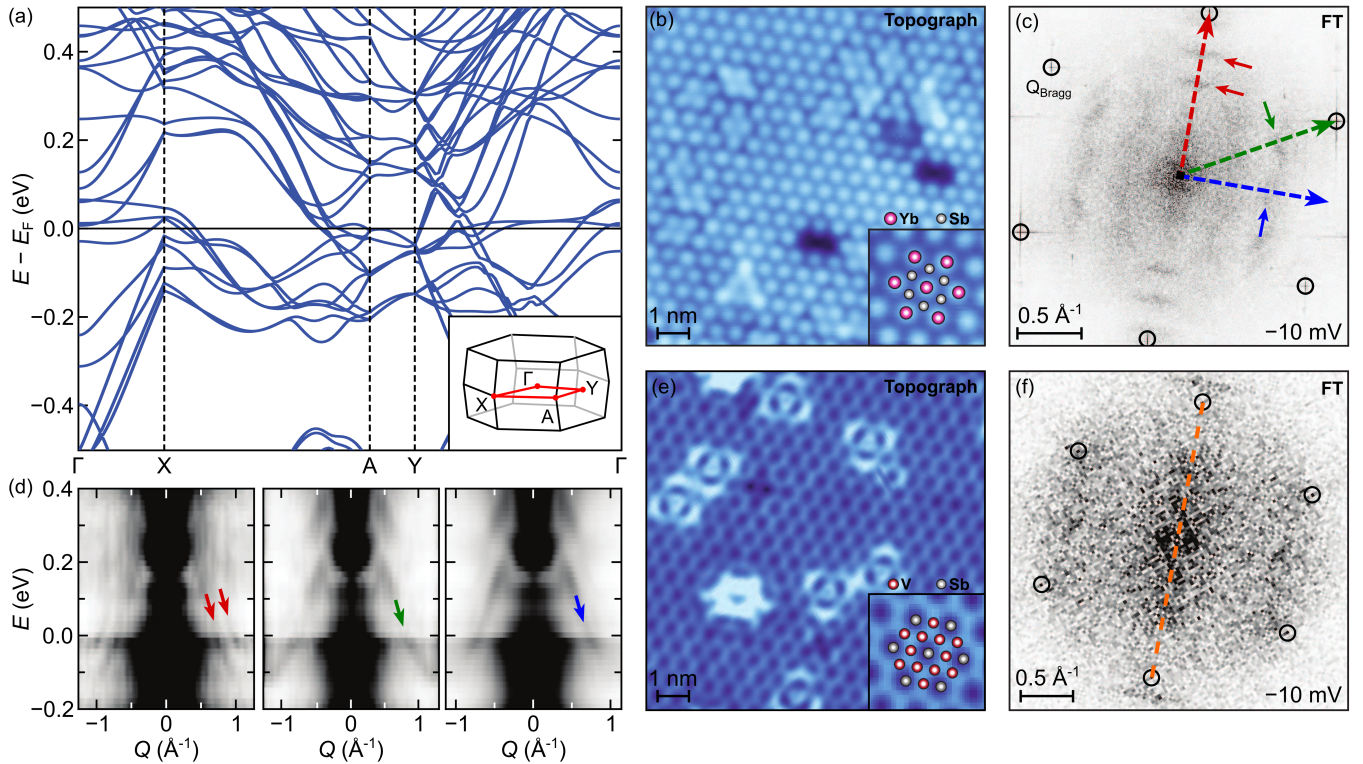 (a)
E − E_F (eV)
0.4
0.2
0.0
−0.2
−0.4
Γ
X
A
Y
Γ
Γ
Y
X
A
(b)
Topograph
Yb Sb
1 nm
(c)
FT
Q_Bragg
0.5 Å⁻¹
−10 mV
(d)
E (eV)
0.4
0.2
0.0
−0.2
−1 0 1
−1 0 1
−1 0 1
Q (Å⁻¹)
Q (Å⁻¹)
Q (Å⁻¹)
(e)
Topograph
V Sb
1 nm
(f)
FT
0.5 Å⁻¹
−10 mV